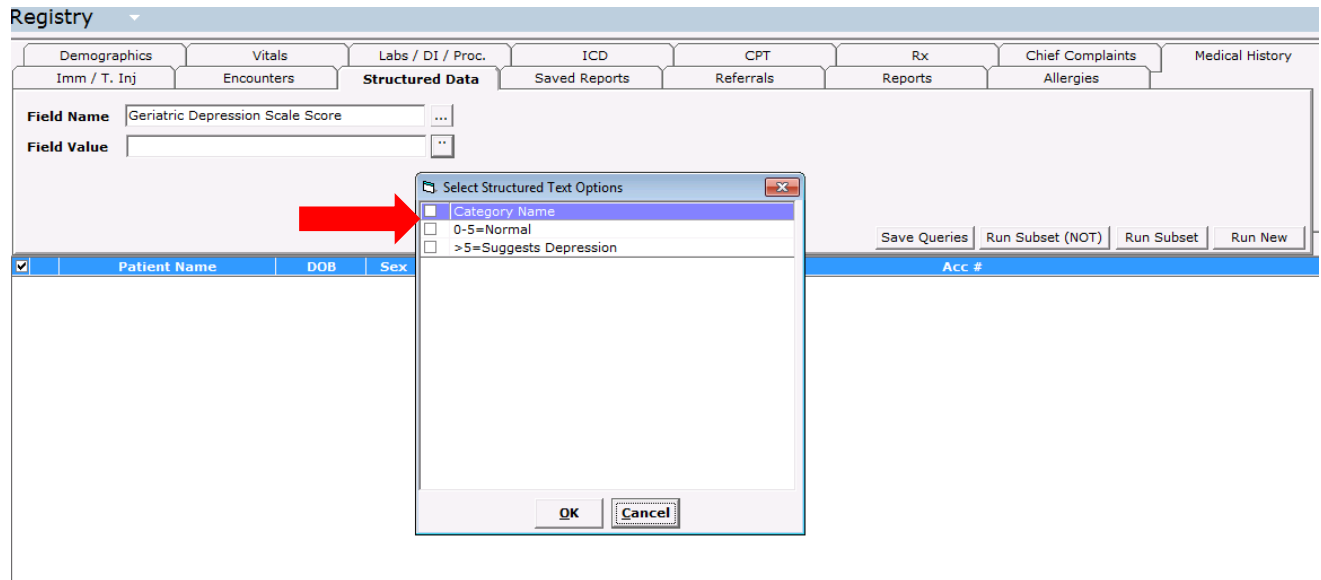 Registry
Demographics Vitals Labs / DI / Proc. ICD CPT Rx Chief Complaints Medical History
Imm / T. Inj Encounters Structured Data Saved Reports Referrals Reports Allergies
Field Name Geriatric Depression Scale Score ...
Field Value ..
Select Structured Text Options
Category Name
0-5=Normal
>5=Suggests Depression
Save Queries Run Subset (NOT) Run Subset Run New
Patient Name DOB Sex Acc #
OK Cancel